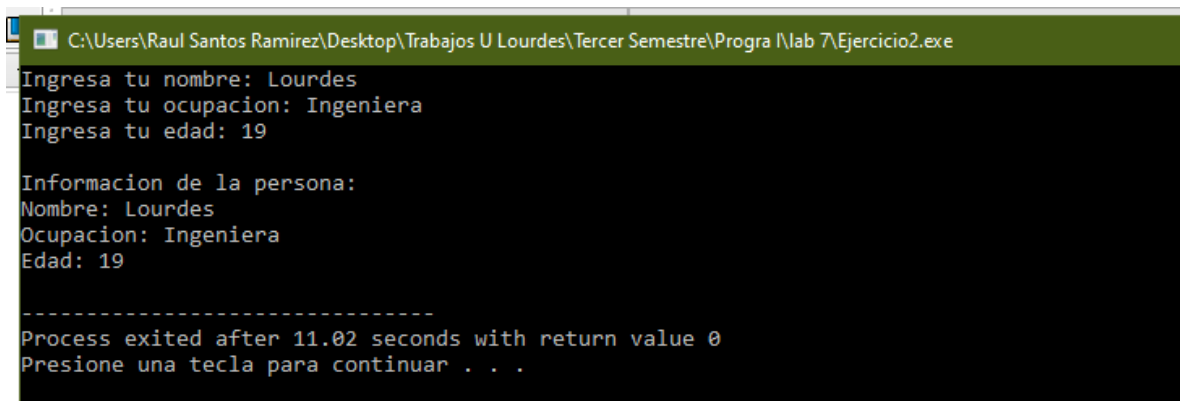 C:\Users\Raul Santos Ramirez\Desktop\Trabajos U Lourdes\Tercer Semestre\Progra I\lab 7\Ejercicio2.exe
Ingresa tu nombre: Lourdes
Ingresa tu ocupacion: Ingeniera
Ingresa tu edad: 19
Informacion de la persona:
Nombre: Lourdes
Ocupacion: Ingeniera
Edad: 19
--------------------------------
Process exited after 11.02 seconds with return value 0
Presione una tecla para continuar . . .